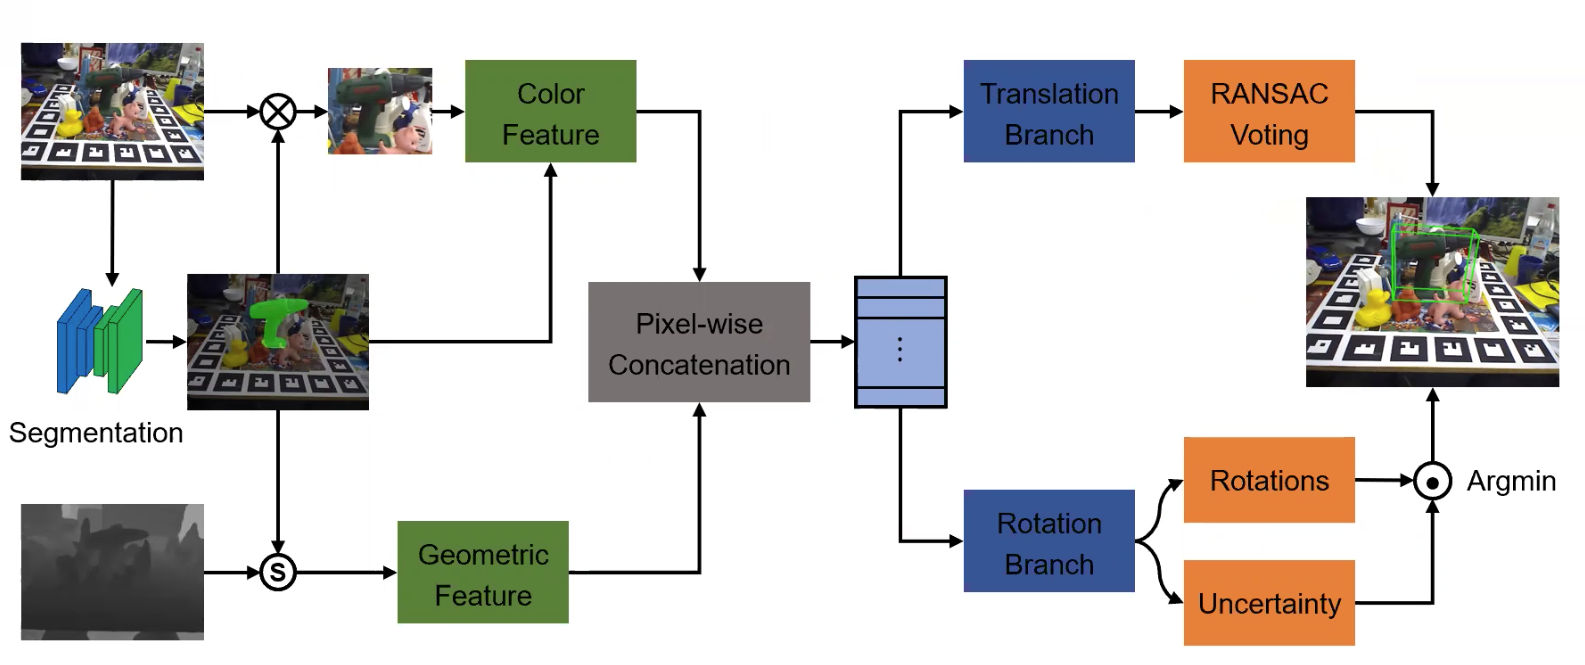 Color
Feature
Translation
Branch
RANSAC
Voting
Pixel-wise
Concatenation
Segmentation
S
Geometric
Feature
Rotation
Branch
Rotations
Argmin
Uncertainty